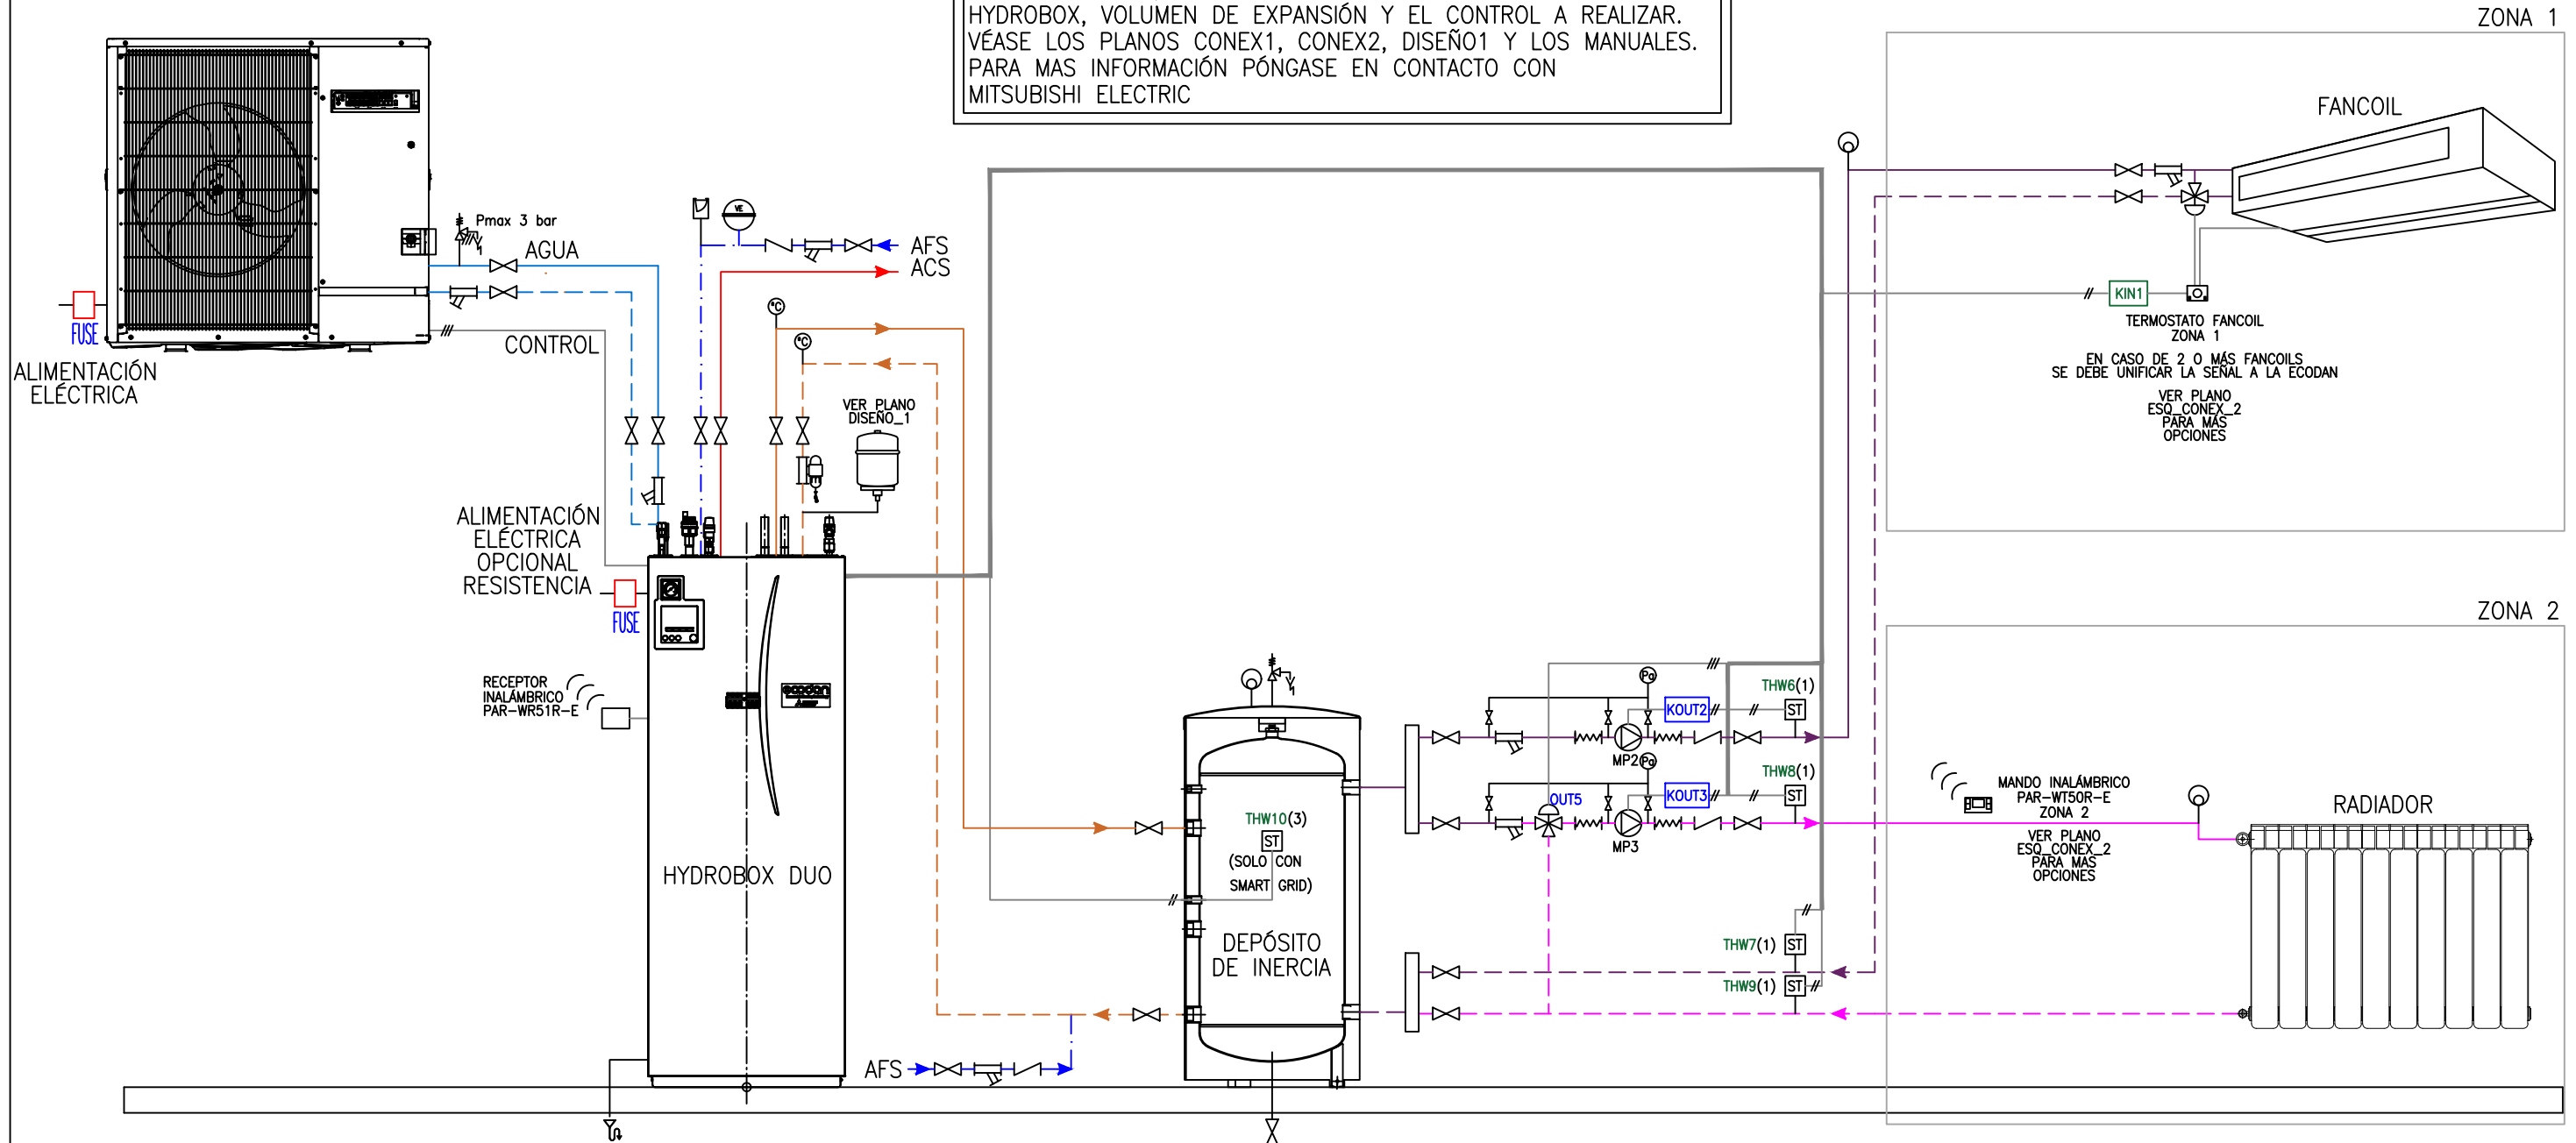 HYDROBOX, VOLUMEN DE EXPANSIÓN Y EL CONTROL A REALIZAR.
VÉASE LOS PLANOS CONEX1, CONEX2, DISEÑO1 Y LOS MANUALES.
PARA MAS INFORMACIÓN PÓNGASE EN CONTACTO CON
MITSUBISHI ELECTRIC
ZONA 1
FANCOIL
Pmax 3 bar
AGUA
VE
AFS
ACS
FUSE
CONTROL
ALIMENTACIÓN
ELÉCTRICA
°C
°C
KIN1
TERMOSTATO FANCOIL
ZONA 1
EN CASO DE 2 O MÁS FANCOILS
SE DEBE UNIFICAR LA SEÑAL A LA ECODAN
VER PLANO
ESQ_CONEX_2
PARA MÁS
OPCIONES
VER PLANO
DISEÑO_1
ALIMENTACIÓN
ELÉCTRICA
OPCIONAL
RESISTENCIA
FUSE
ZONA 2
RECEPTOR
INALÁMBRICO
PAR-WR51R-E
ecodan
HYDROBOX DUO
THW10(3)
ST
(SOLO CON
SMART GRID)
DEPÓSITO
DE INERCIA
Pa
KOUT2
THW6(1)
ST
MP2
Pa
OUT5
KOUT3
THW8(1)
ST
MP3
MANDO INALÁMBRICO
PAR-WT50R-E
ZONA 2
VER PLANO
ESQ_CONEX_2
PARA MAS
OPCIONES
RADIADOR
THW7(1)
ST
THW9(1)
ST
AFS